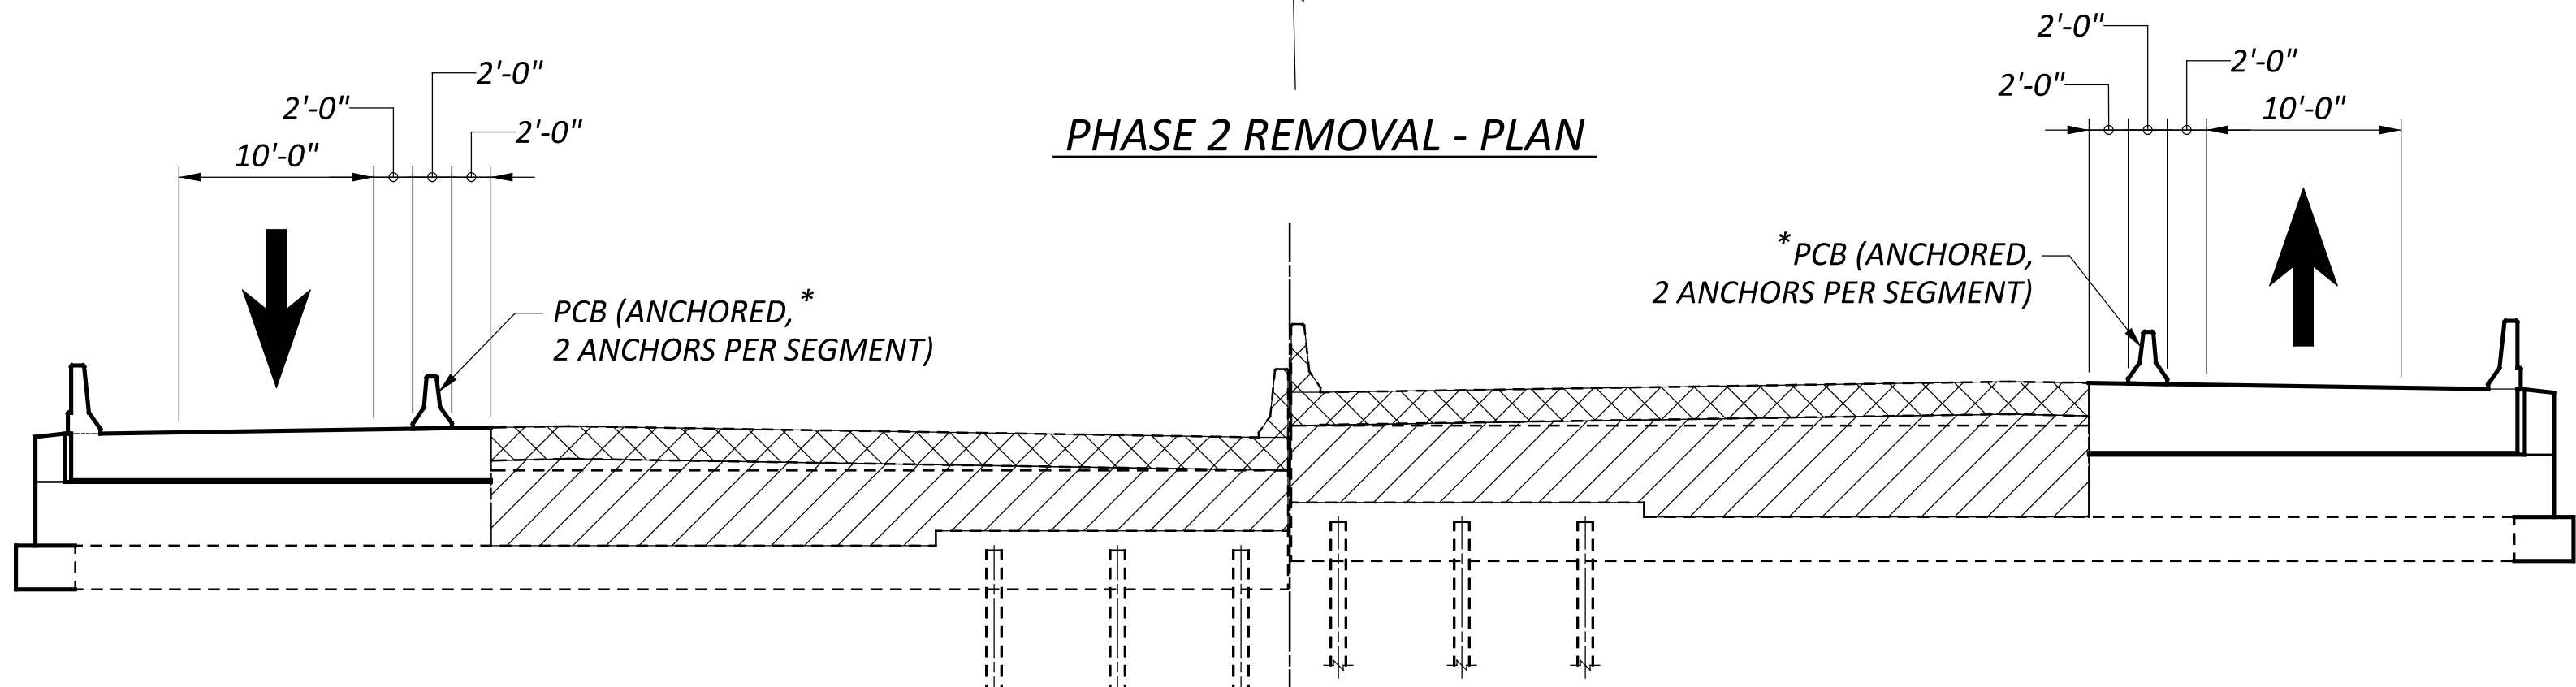 2'-0"
2'-0"
2'-0"
10'-0"
PHASE 2 REMOVAL - PLAN
2'-0"
2'-0"
2'-0"
10'-0"
PCB (ANCHORED,*
2 ANCHORS PER SEGMENT)
*PCB (ANCHORED,
2 ANCHORS PER SEGMENT)